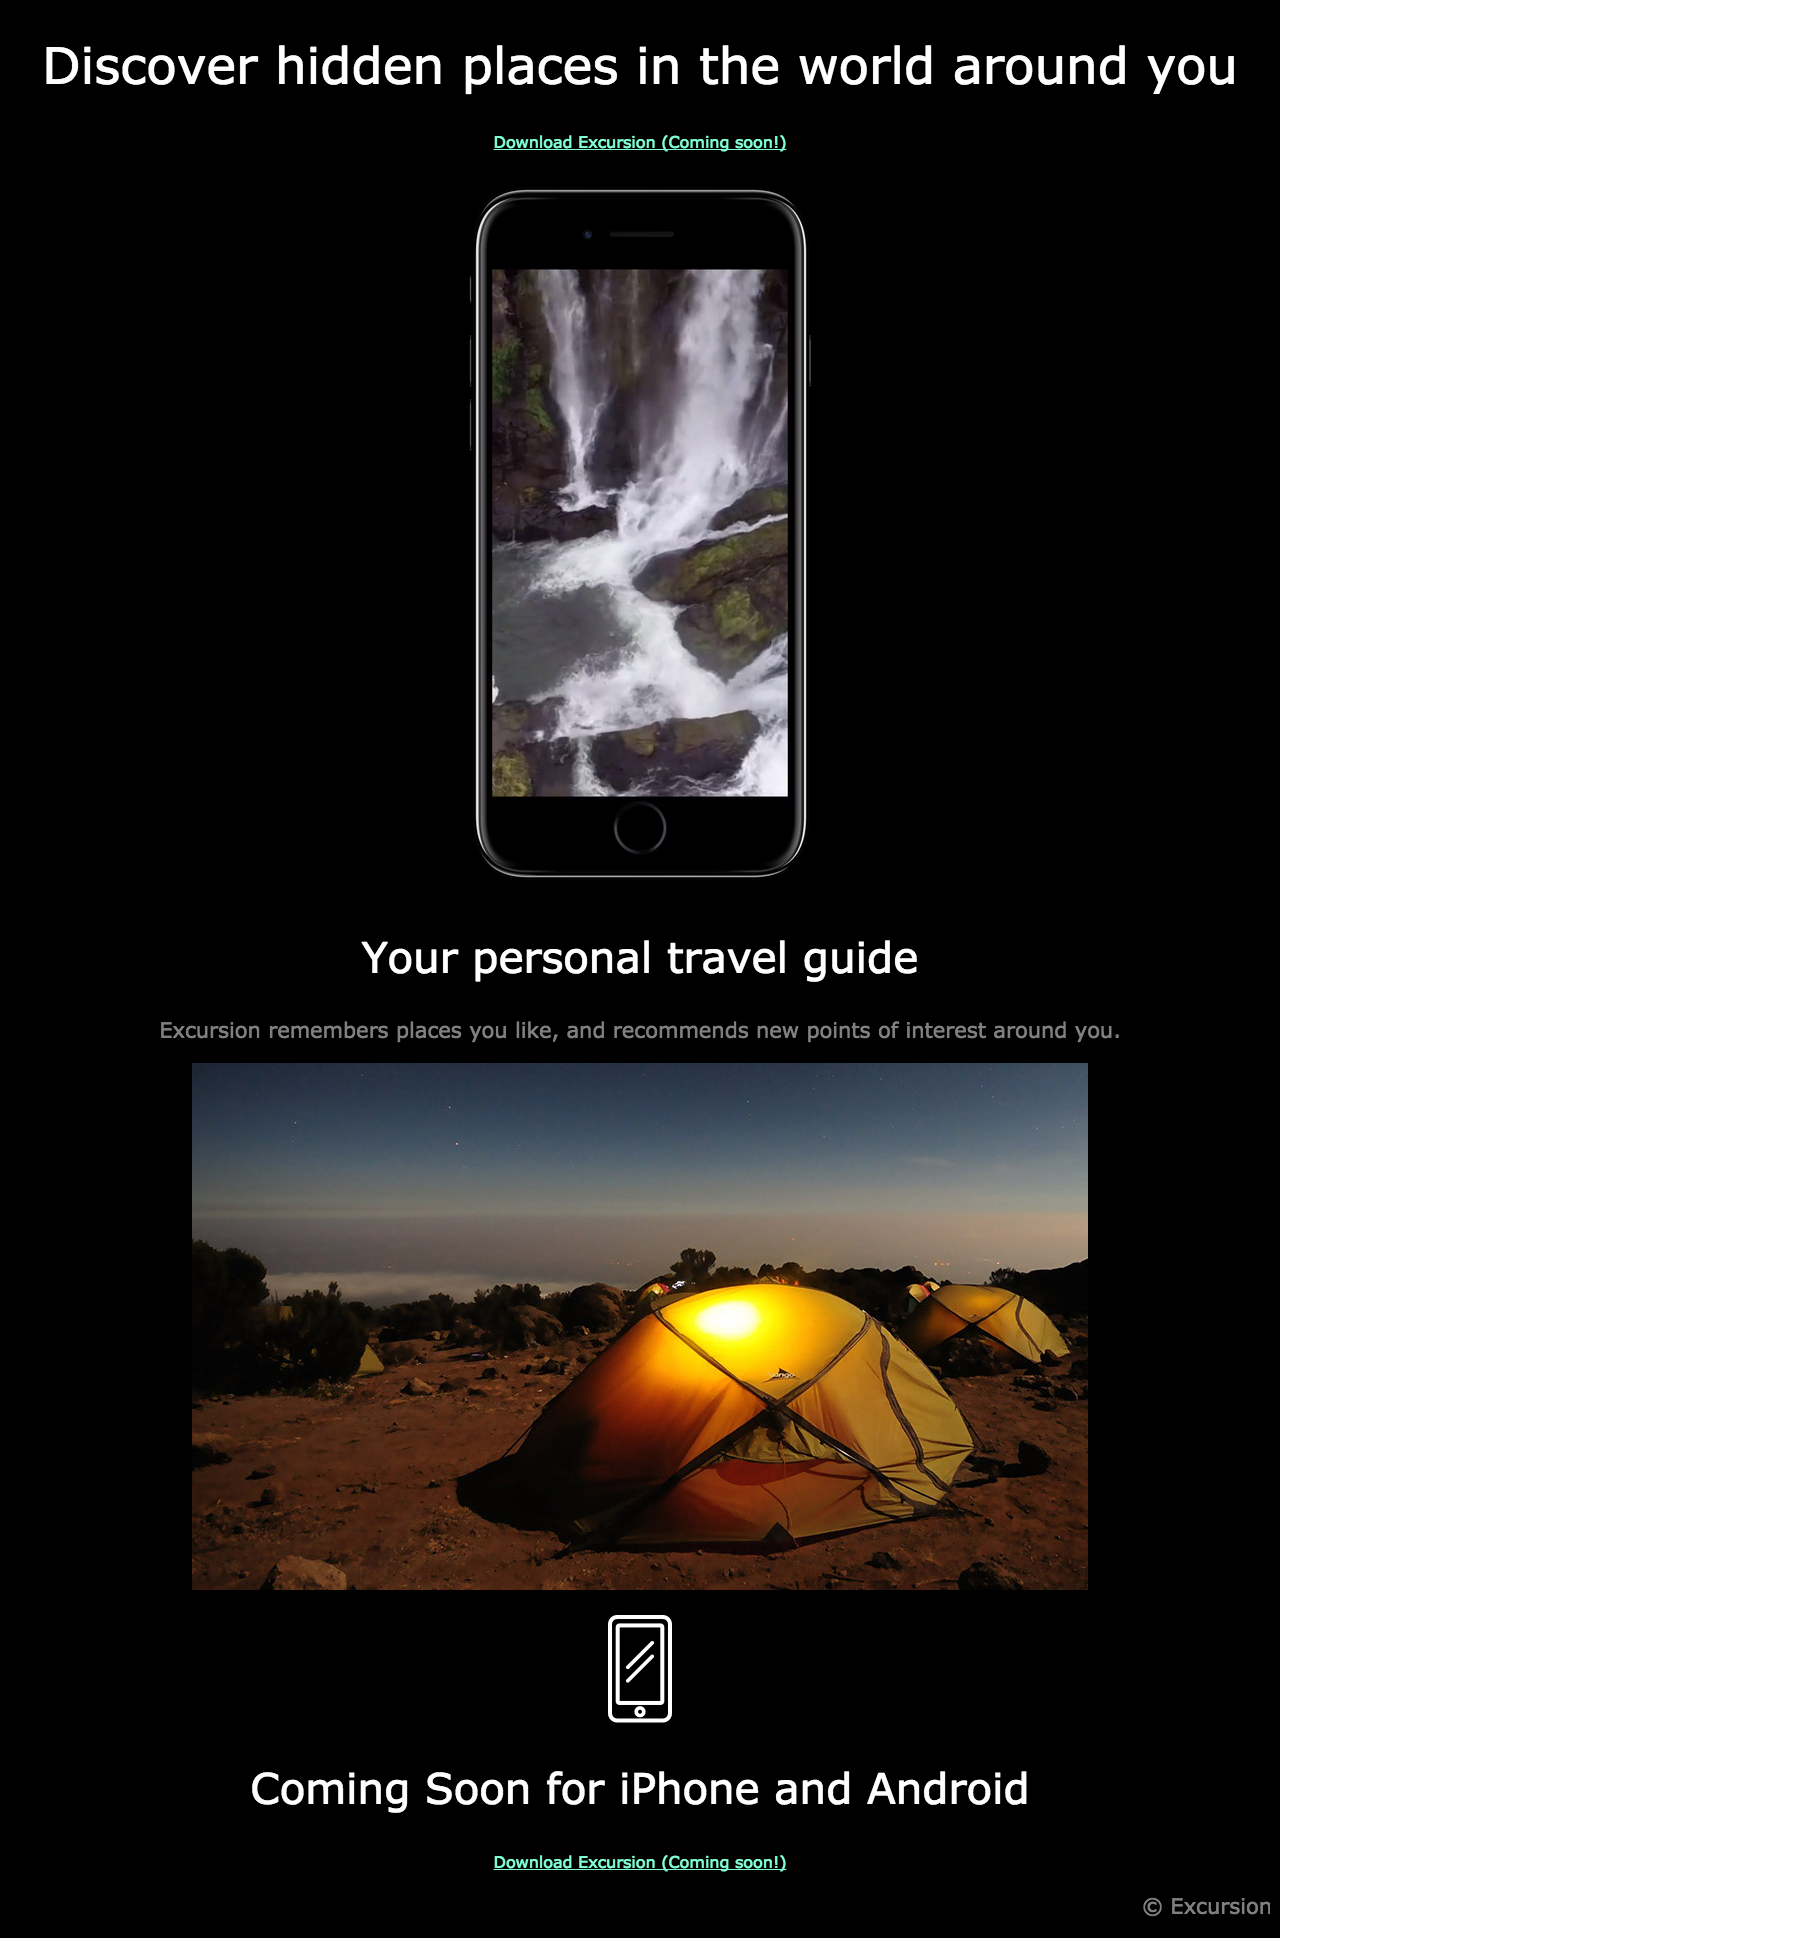 Discover hidden places in the world around you
Download Excursion (Coming soon!)
Your personal travel guide
Excursion remembers places you like, and recommends new points of interest around you.
Coming Soon for iPhone and Android
Download Excursion (Coming soon!)
© Excursion